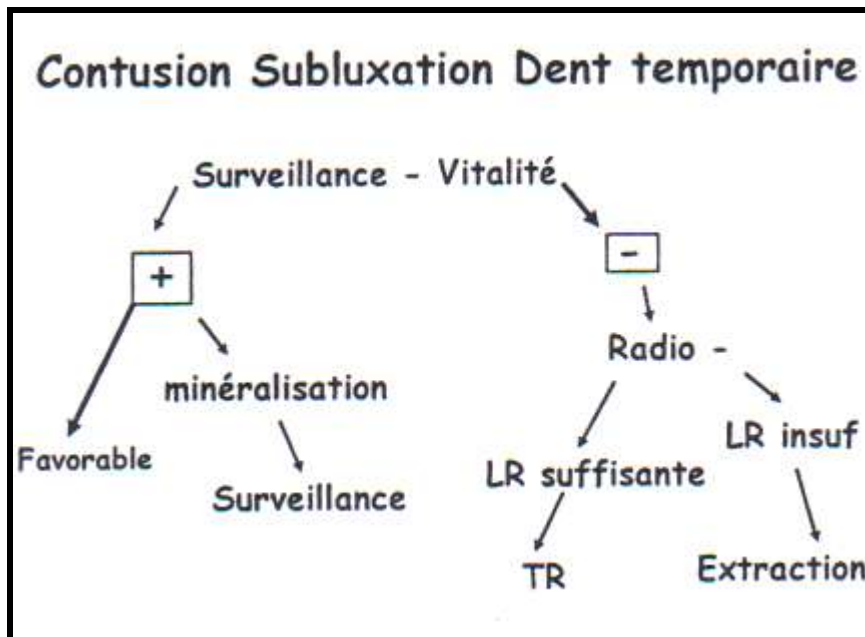 Contusion Subluxation Dent temporaire
Surveillance - Vitalité
+
-
Radio -
minéralisation
Favorable
LR insuf
LR suffisante
Surveillance
TR
Extraction